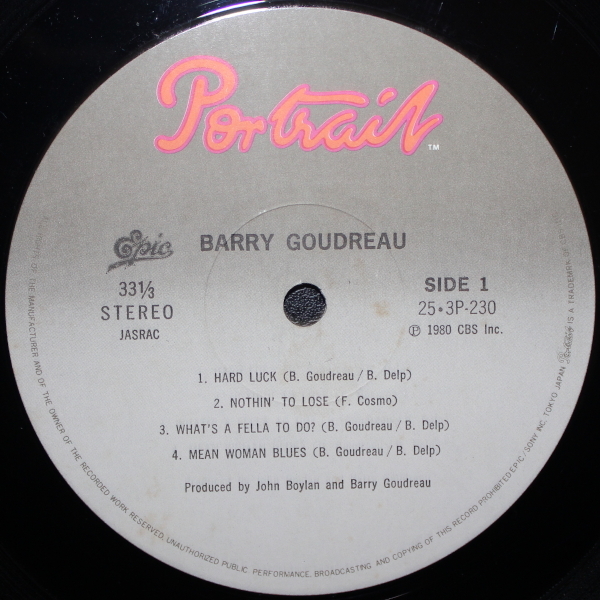 Portrait
TM
Epic
BARRY GOUDREAU
33⅓
STEREO
JASRAC
SIDE 1
25•3P-230
℗ 1980 CBS Inc.
1. HARD LUCK (B. Goudreau / B. Delp)
2. NOTHIN' TO LOSE (F. Cosmo)
3. WHAT'S A FELLA TO DO? (B. Goudreau / B. Delp)
4. MEAN WOMAN BLUES (B. Goudreau / B. Delp)
Produced by John Boylan and Barry Goudreau
OF THE MANUFACTURER AND OF THE OWNER OF THE RECORDED WORK RESERVED. UNAUTHORIZED PUBLIC PERFORMANCE, BROADCASTING AND COPYING OF THIS RECORD PROHIBITED EPIC/SONY INC. TOKYO JAPAN IS A TRADEMARK OF